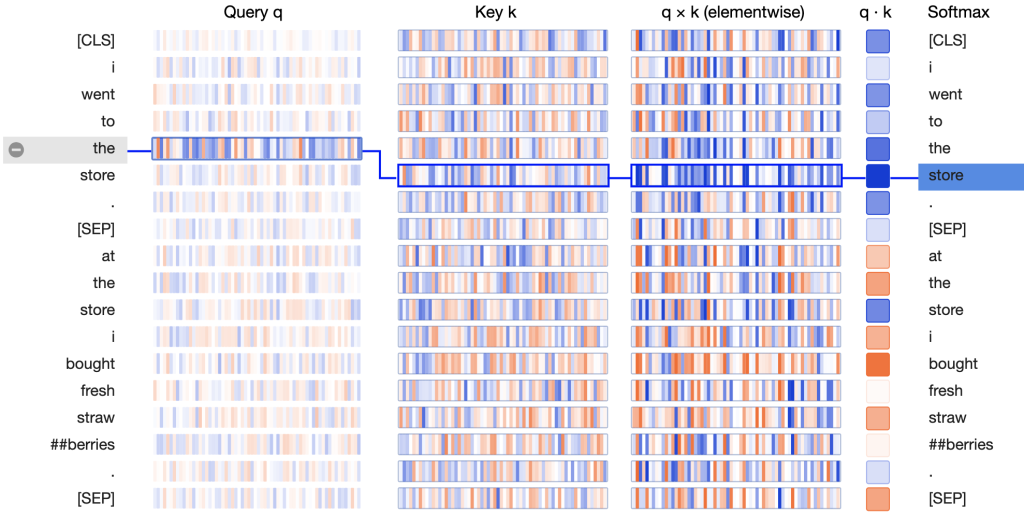 Query q Key k q × k (elementwise) q · k Softmax
[CLS] [CLS]
i i
went went
to to
the the
store store
. .
[SEP] [SEP]
at at
the the
store store
i i
bought bought
fresh fresh
straw straw
##berries ##berries
. .
[SEP] [SEP]